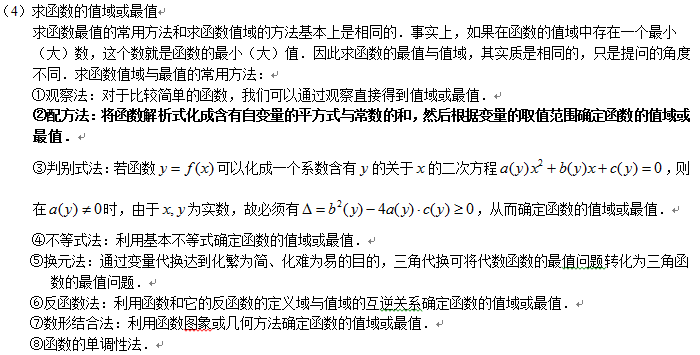 （4）求函数的值域或最值
求函数最值的常用方法和求函数值域的方法基本上是相同的．事实上，如果在函数的值域中存在一个最小
（大）数，这个数就是函数的最小（大）值．因此求函数的最值与值域，其实质是相同的，只是提问的角度
不同．求函数值域与最值的常用方法：
①观察法：对于比较简单的函数，我们可以通过观察直接得到值域或最值．
②配方法：将函数解析式化成含有自变量的平方式与常数的和，然后根据变量的取值范围确定函数的值域或
最值．
③判别式法：若函数 y = f(x) 可以化成一个系数含有 y 的关于 x 的二次方程 a(y)x² + b(y)x + c(y) = 0，则
在 a(y) ≠ 0 时，由于 x, y 为实数，故必须有 Δ = b²(y) − 4a(y)·c(y) ≥ 0，从而确定函数的值域或最值．
④不等式法：利用基本不等式确定函数的值域或最值．
⑤换元法：通过变量代换达到化繁为简、化难为易的目的，三角代换可将代数函数的最值问题转化为三角函
数的最值问题．
⑥反函数法：利用函数和它的反函数的定义域与值域的互逆关系确定函数的值域或最值．
⑦数形结合法：利用函数图象或几何方法确定函数的值域或最值．
⑧函数的单调性法．